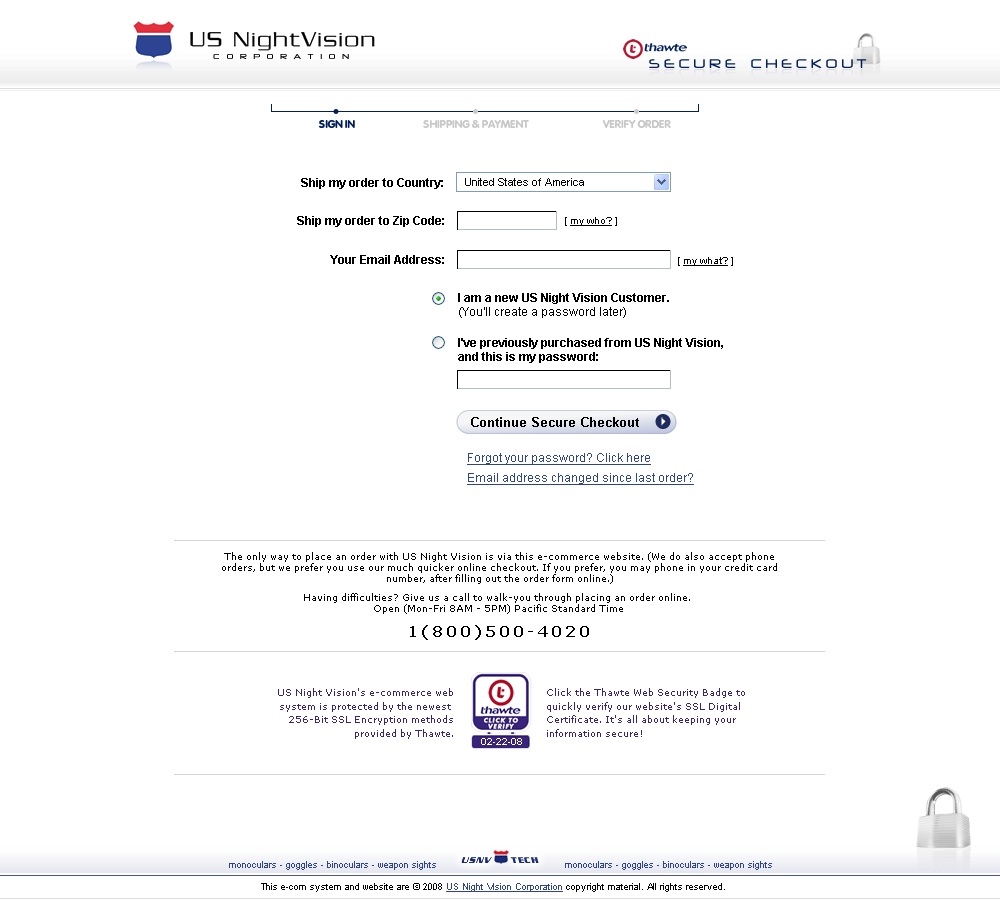 US NightVision
CORPORATION
thawte
SECURE CHECKOUT
SIGN IN SHIPPING & PAYMENT VERIFY ORDER
Ship my order to Country: United States of America
Ship my order to Zip Code: [ my who? ]
Your Email Address: [ my what? ]
I am a new US Night Vision Customer.
(You'll create a password later)
I've previously purchased from US Night Vision,
and this is my password:
Continue Secure Checkout
Forgot your password? Click here
Email address changed since last order?
The only way to place an order with US Night Vision is via this e-commerce website. (We do also accept phone
orders, but we prefer you use our much quicker online checkout. If you prefer, you may phone in your credit card
number, after filling out the order form online.)
Having difficulties? Give us a call to walk-you through placing an order online.
Open (Mon-Fri 8AM - 5PM) Pacific Standard Time
1(800)500-4020
US Night Vision's e-commerce web
system is protected by the newest
256-Bit SSL Encryption methods
provided by Thawte.
t
thawte
CLICK TO
VERIFY
02-22-08
Click the Thawte Web Security Badge to
quickly verify our website's SSL Digital
Certificate. It's all about keeping your
information secure!
monoculars - goggles - binoculars - weapon sights USNV TECH monoculars - goggles - binoculars - weapon sights
This e-com system and website are © 2008 US Night Vision Corporation copyright material. All rights reserved.